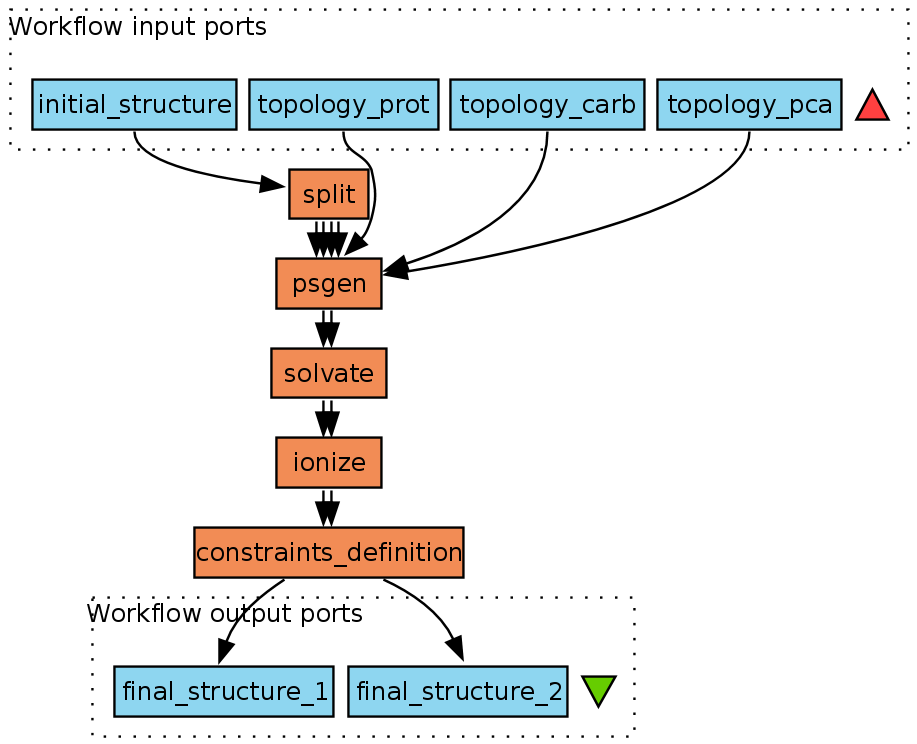 Workflow input ports
initial_structure
topology_prot
topology_carb
topology_pca
split
psgen
solvate
ionize
constraints_definition
Workflow output ports
final_structure_1
final_structure_2